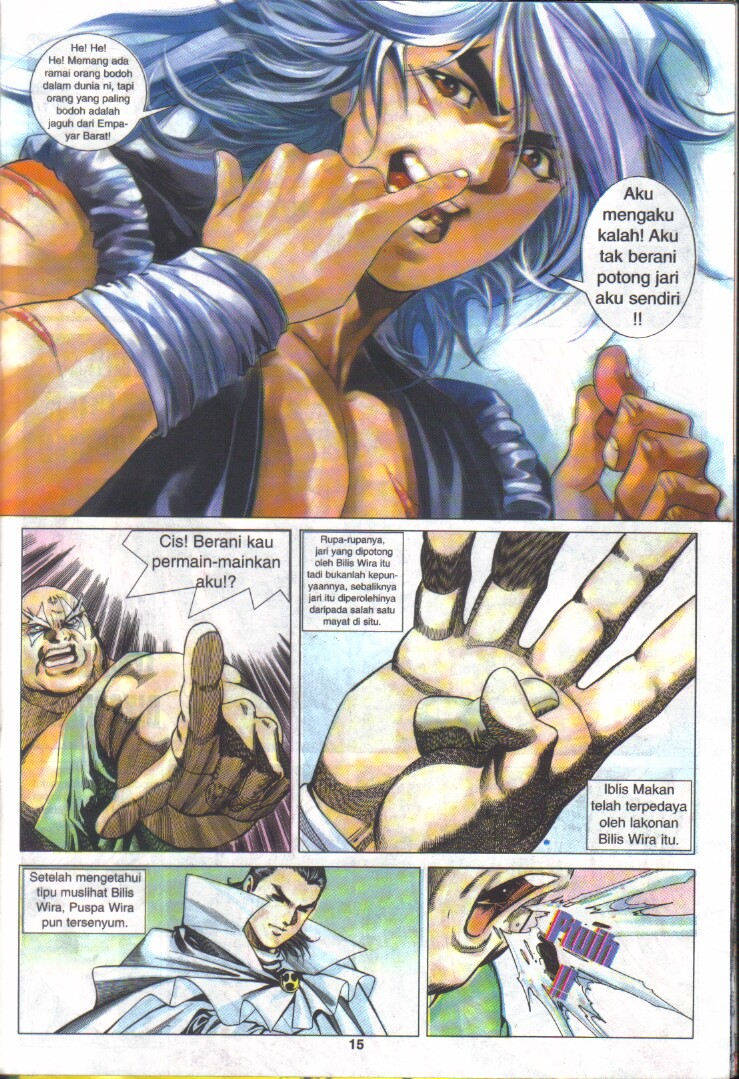 He! He!
He! Memang ada
ramai orang bodoh
dalam dunia ni, tapi
orang yang paling
bodoh adalah
jaguh dari Empa-
yar Barat!
Aku
mengaku
kalah! Aku
tak berani
potong jari
aku sendiri
!!
Cis! Berani kau
permain-mainkan
aku!?
Rupa-rupanya,
jari yang dipotong
oleh Bilis Wira itu
tadi bukanlah kepun-
yaannya, sebaliknya
jari itu diperolehinya
daripada salah satu
mayat di situ.
Iblis Makan
telah terpedaya
oleh lakonan
Bilis Wira itu.
Setelah mengetahui
tipu muslihat Bilis
Wira, Puspa Wira
pun tersenyum.
15